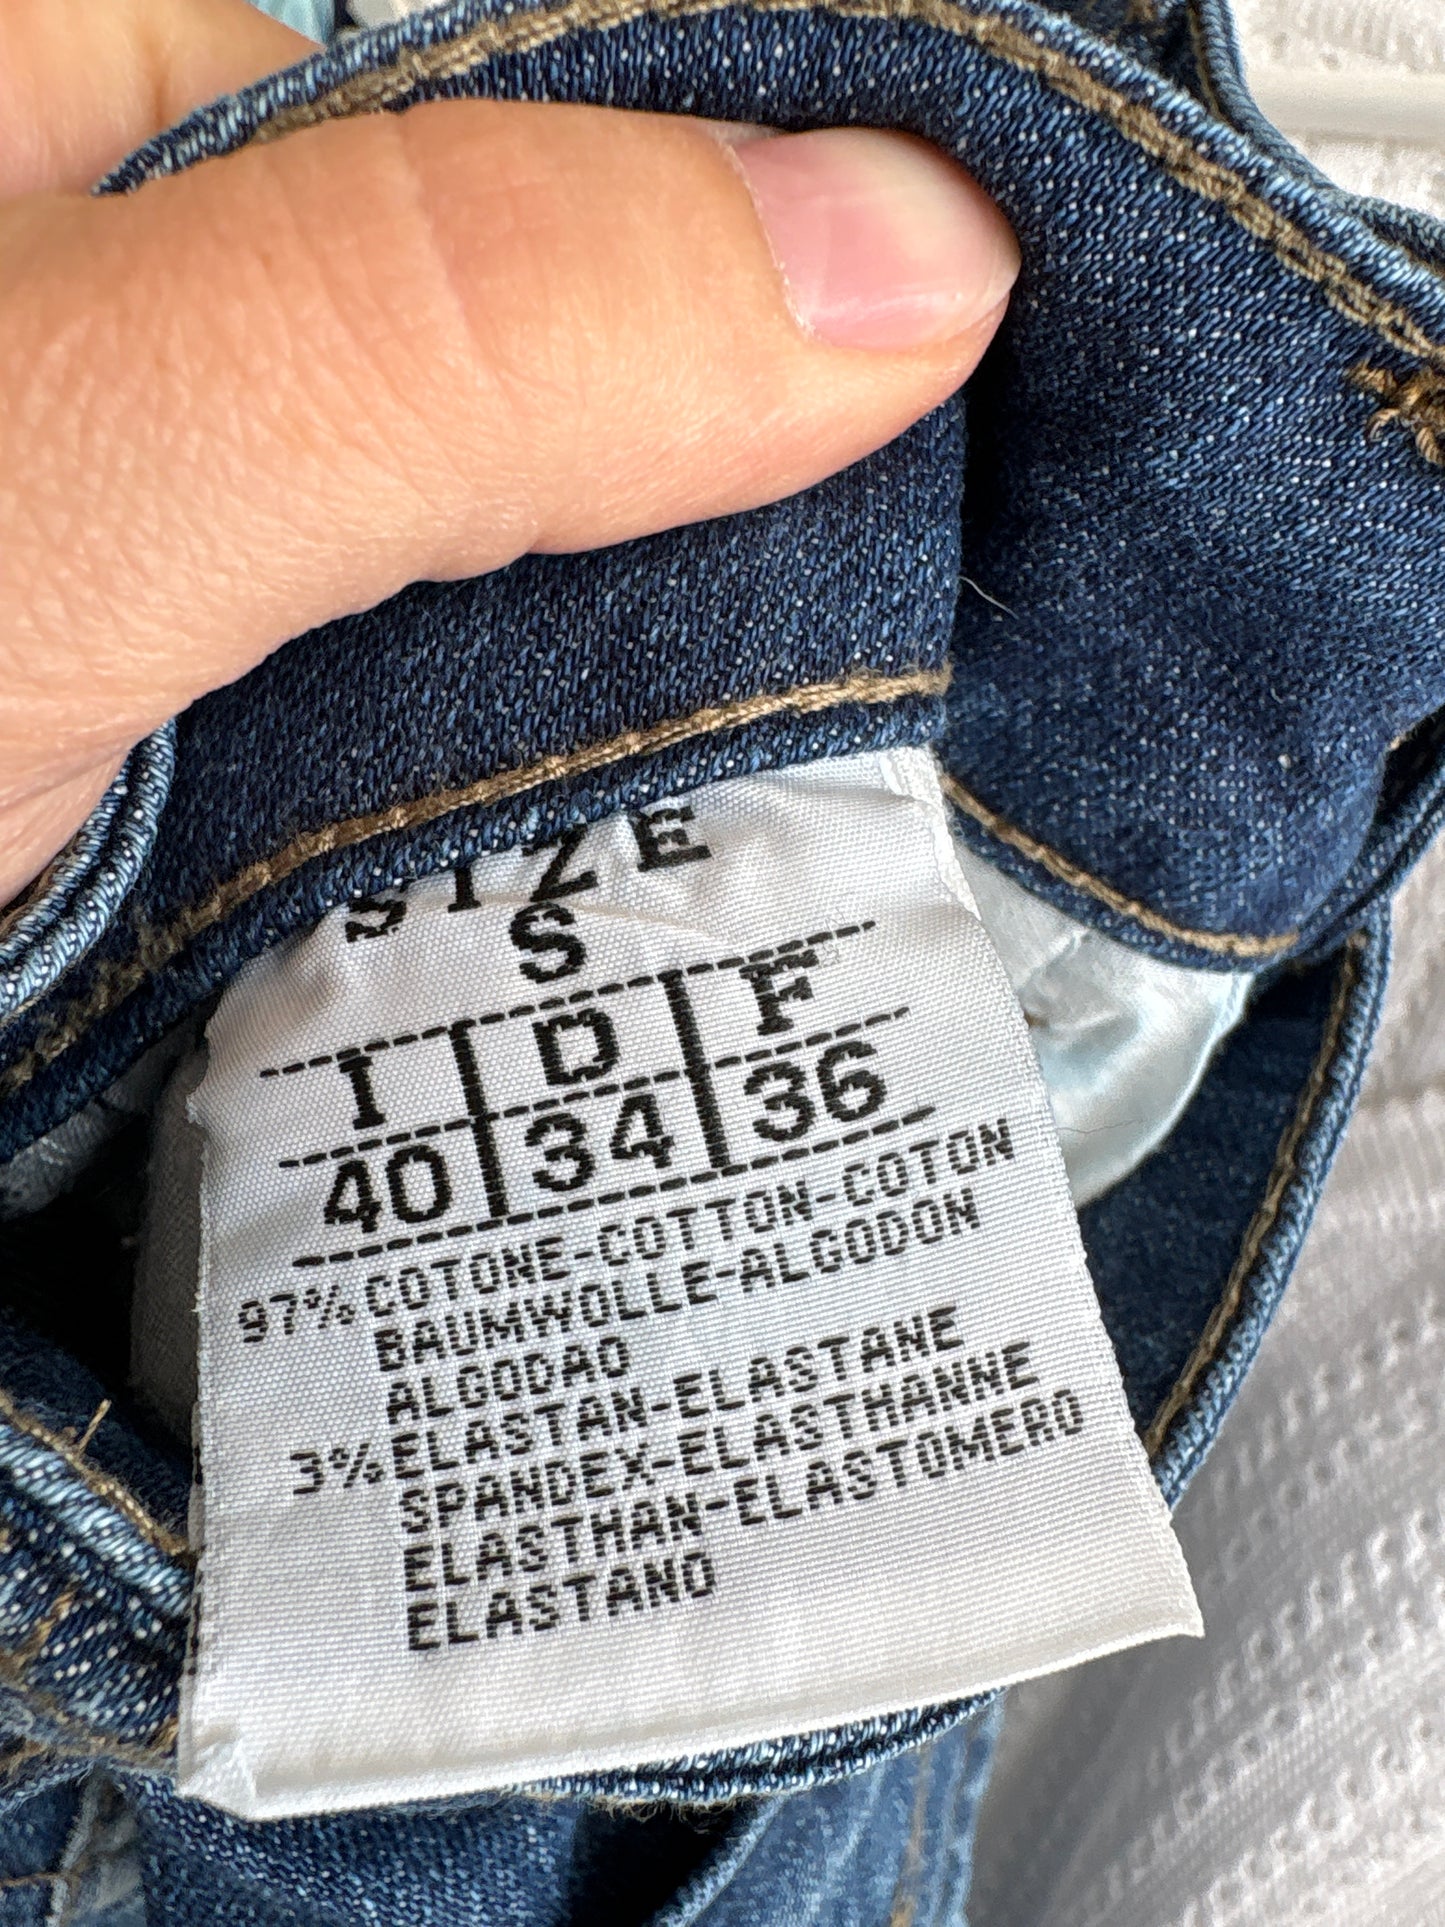 SIZE
S
I D F
40 34 36
97% COTONE-COTTON-COTON
BAUMWOLLE-ALGODON
ALGODAO
3% ELASTAN-ELASTANE
SPANDEX-ELASTHANNE
ELASTHAN-ELASTOMERO
ELASTANO